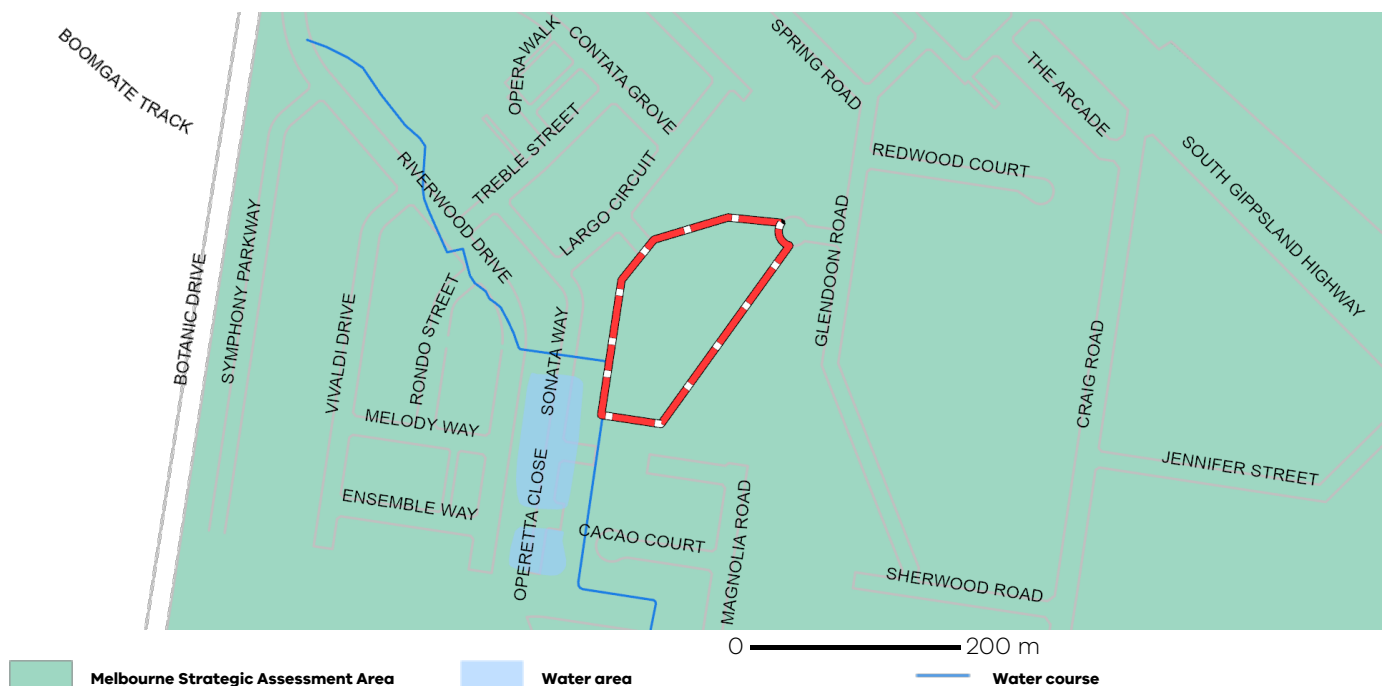 BOOMGATE TRACK
OPERA WALK
CONTATA GROVE
SPRING ROAD
THE ARCADE
TREBLE STREET
REDWOOD COURT
SOUTH GIPPSLAND HIGHWAY
RIVERWOOD DRIVE
LARGO CIRCUIT
SYMPHONY PARKWAY
GLENDOON ROAD
BOTANIC DRIVE
VIVALDI DRIVE
RONDO STREET
SONATA WAY
CRAIG ROAD
MELODY WAY
JENNIFER STREET
OPERETTA CLOSE
ENSEMBLE WAY
MAGNOLIA ROAD
CACAO COURT
SHERWOOD ROAD
0 200 m
Melbourne Strategic Assessment Area
Water area
Water course